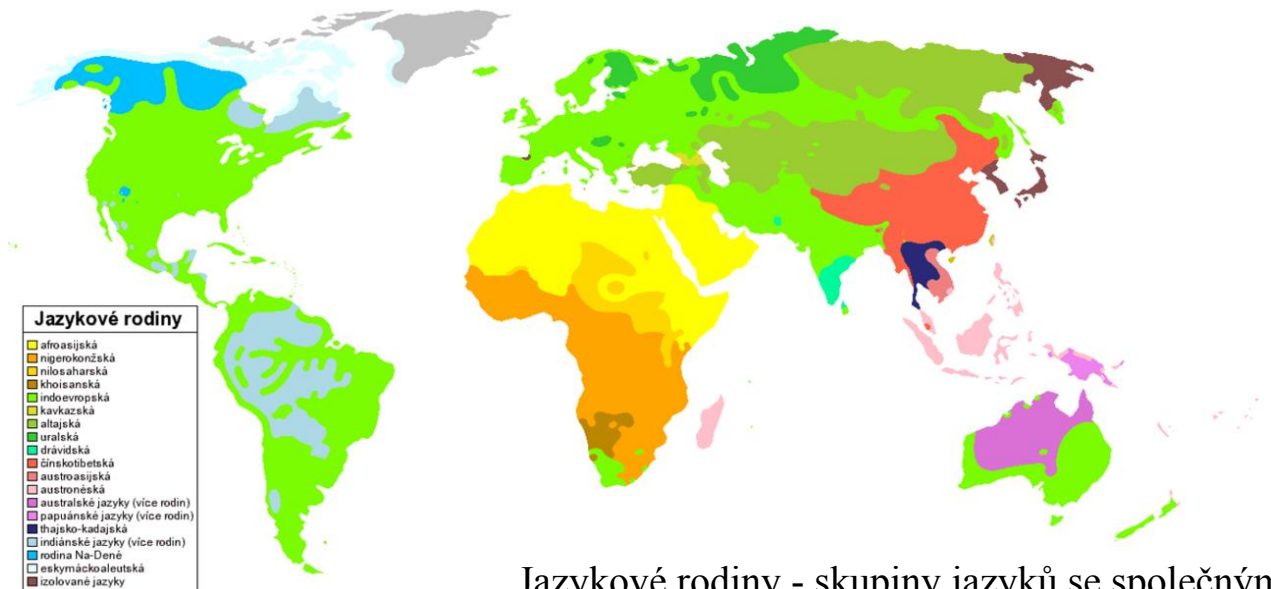 Jazykové rodiny
afroasijská
nigerokonžská
nilosaharská
khoisanská
indoevropská
kavkazská
altajská
uralská
drávidská
čínskotibetská
austroasijská
austronéská
australské jazyky (více rodin)
papuánské jazyky (více rodin)
thajsko-kadajská
indiánské jazyky (více rodin)
rodina Na-Dené
eskymáckoaleutská
izolované jazyky
Jazykové rodiny - skupiny jazyků se společným